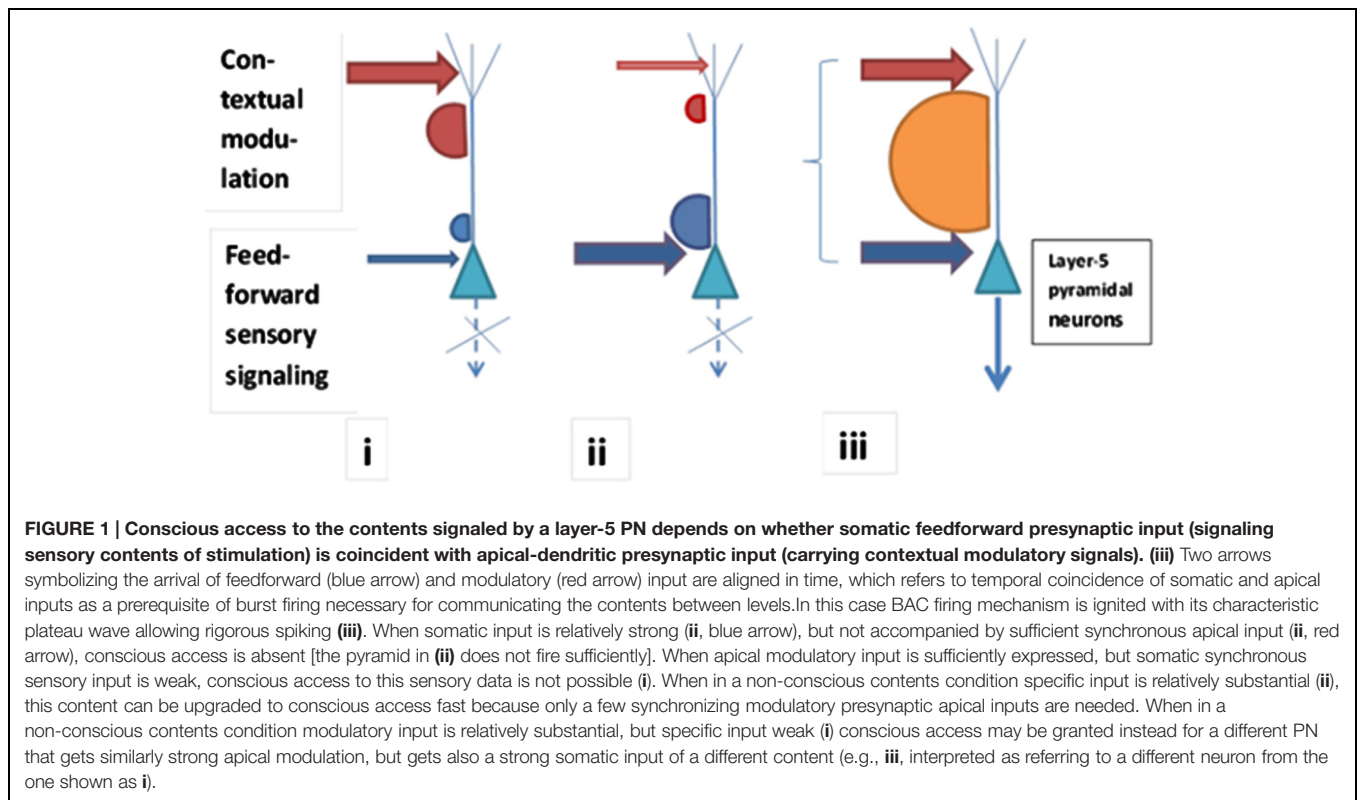 Con-
textual
modu-
lation
Feed-
forward
sensory
signaling
Layer-5
pyramidal
neurons
i
ii
iii
FIGURE 1 | Conscious access to the contents signaled by a layer-5 PN depends on whether somatic feedforward presynaptic input (signaling
sensory contents of stimulation) is coincident with apical-dendritic presynaptic input (carrying contextual modulatory signals). (iii) Two arrows
symbolizing the arrival of feedforward (blue arrow) and modulatory (red arrow) input are aligned in time, which refers to temporal coincidence of somatic and apical
inputs as a prerequisite of burst firing necessary for communicating the contents between levels.In this case BAC firing mechanism is ignited with its characteristic
plateau wave allowing rigorous spiking (iii). When somatic input is relatively strong (ii, blue arrow), but not accompanied by sufficient synchronous apical input (ii, red
arrow), conscious access is absent [the pyramid in (ii) does not fire sufficiently]. When apical modulatory input is sufficiently expressed, but somatic synchronous
sensory input is weak, conscious access to this sensory data is not possible (i). When in a non-conscious contents condition specific input is relatively substantial (ii),
this content can be upgraded to conscious access fast because only a few synchronizing modulatory presynaptic apical inputs are needed. When in a
non-conscious contents condition modulatory input is relatively substantial, but specific input weak (i) conscious access may be granted instead for a different PN
that gets similarly strong apical modulation, but gets also a strong somatic input of a different content (e.g., iii, interpreted as referring to a different neuron from the
one shown as i).